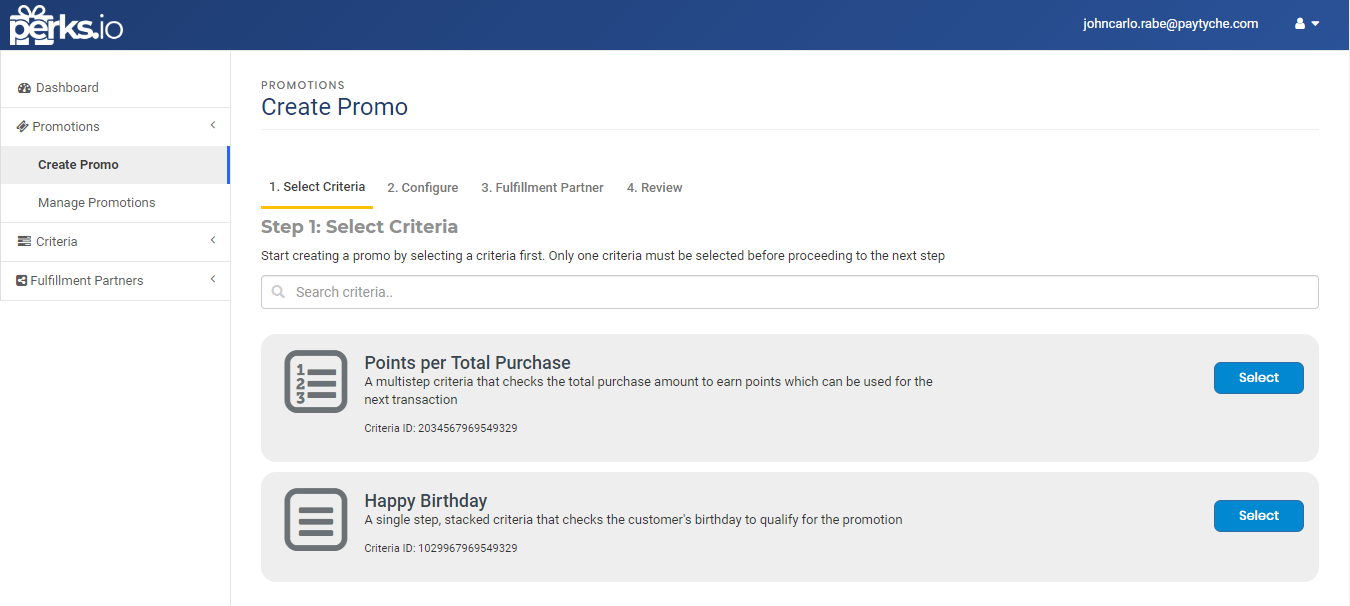 perks.io
johncarlo.rabe@paytyche.com
Dashboard
Promotions
Create Promo
Manage Promotions
Criteria
Fulfillment Partners
PROMOTIONS
Create Promo
1. Select Criteria
2. Configure
3. Fulfillment Partner
4. Review
Step 1: Select Criteria
Start creating a promo by selecting a criteria first. Only one criteria must be selected before proceeding to the next step
Search criteria..
1
2
3
Points per Total Purchase
A multistep criteria that checks the total purchase amount to earn points which can be used for the
next transaction
Criteria ID: 2034567969549329
Select
Happy Birthday
A single step, stacked criteria that checks the customer's birthday to qualify for the promotion
Criteria ID: 1029967969549329
Select